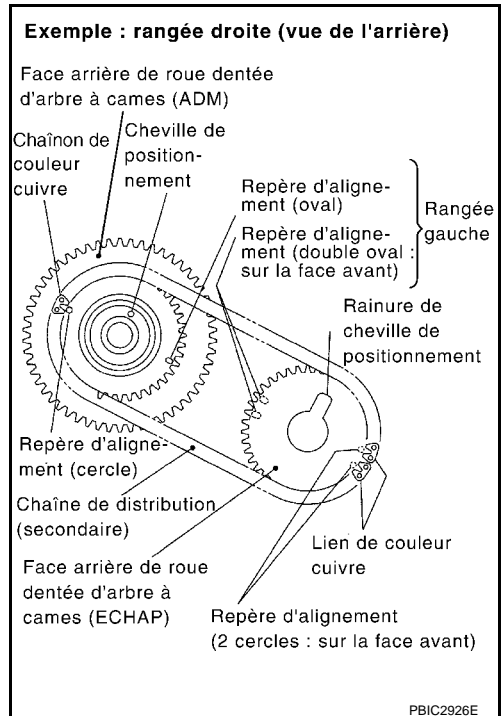 Exemple : rangée droite (vue de l'arrière)
Face arrière de roue dentée
d'arbre à cames (ADM)
Chaînon de
couleur
cuivre
Cheville de
position-
nement
Repère d'aligne-
ment (oval)
Repère d'aligne-
ment (double oval :
sur la face avant)
Rangée
gauche
Rainure de
cheville de
positionnement
Repère d'aligne-
ment (cercle)
Chaîne de distribution
(secondaire)
Face arrière de roue
dentée d'arbre à
cames (ECHAP)
Lien de couleur
cuivre
Repère d'alignement
(2 cercles : sur la face avant)
PBIC2926E